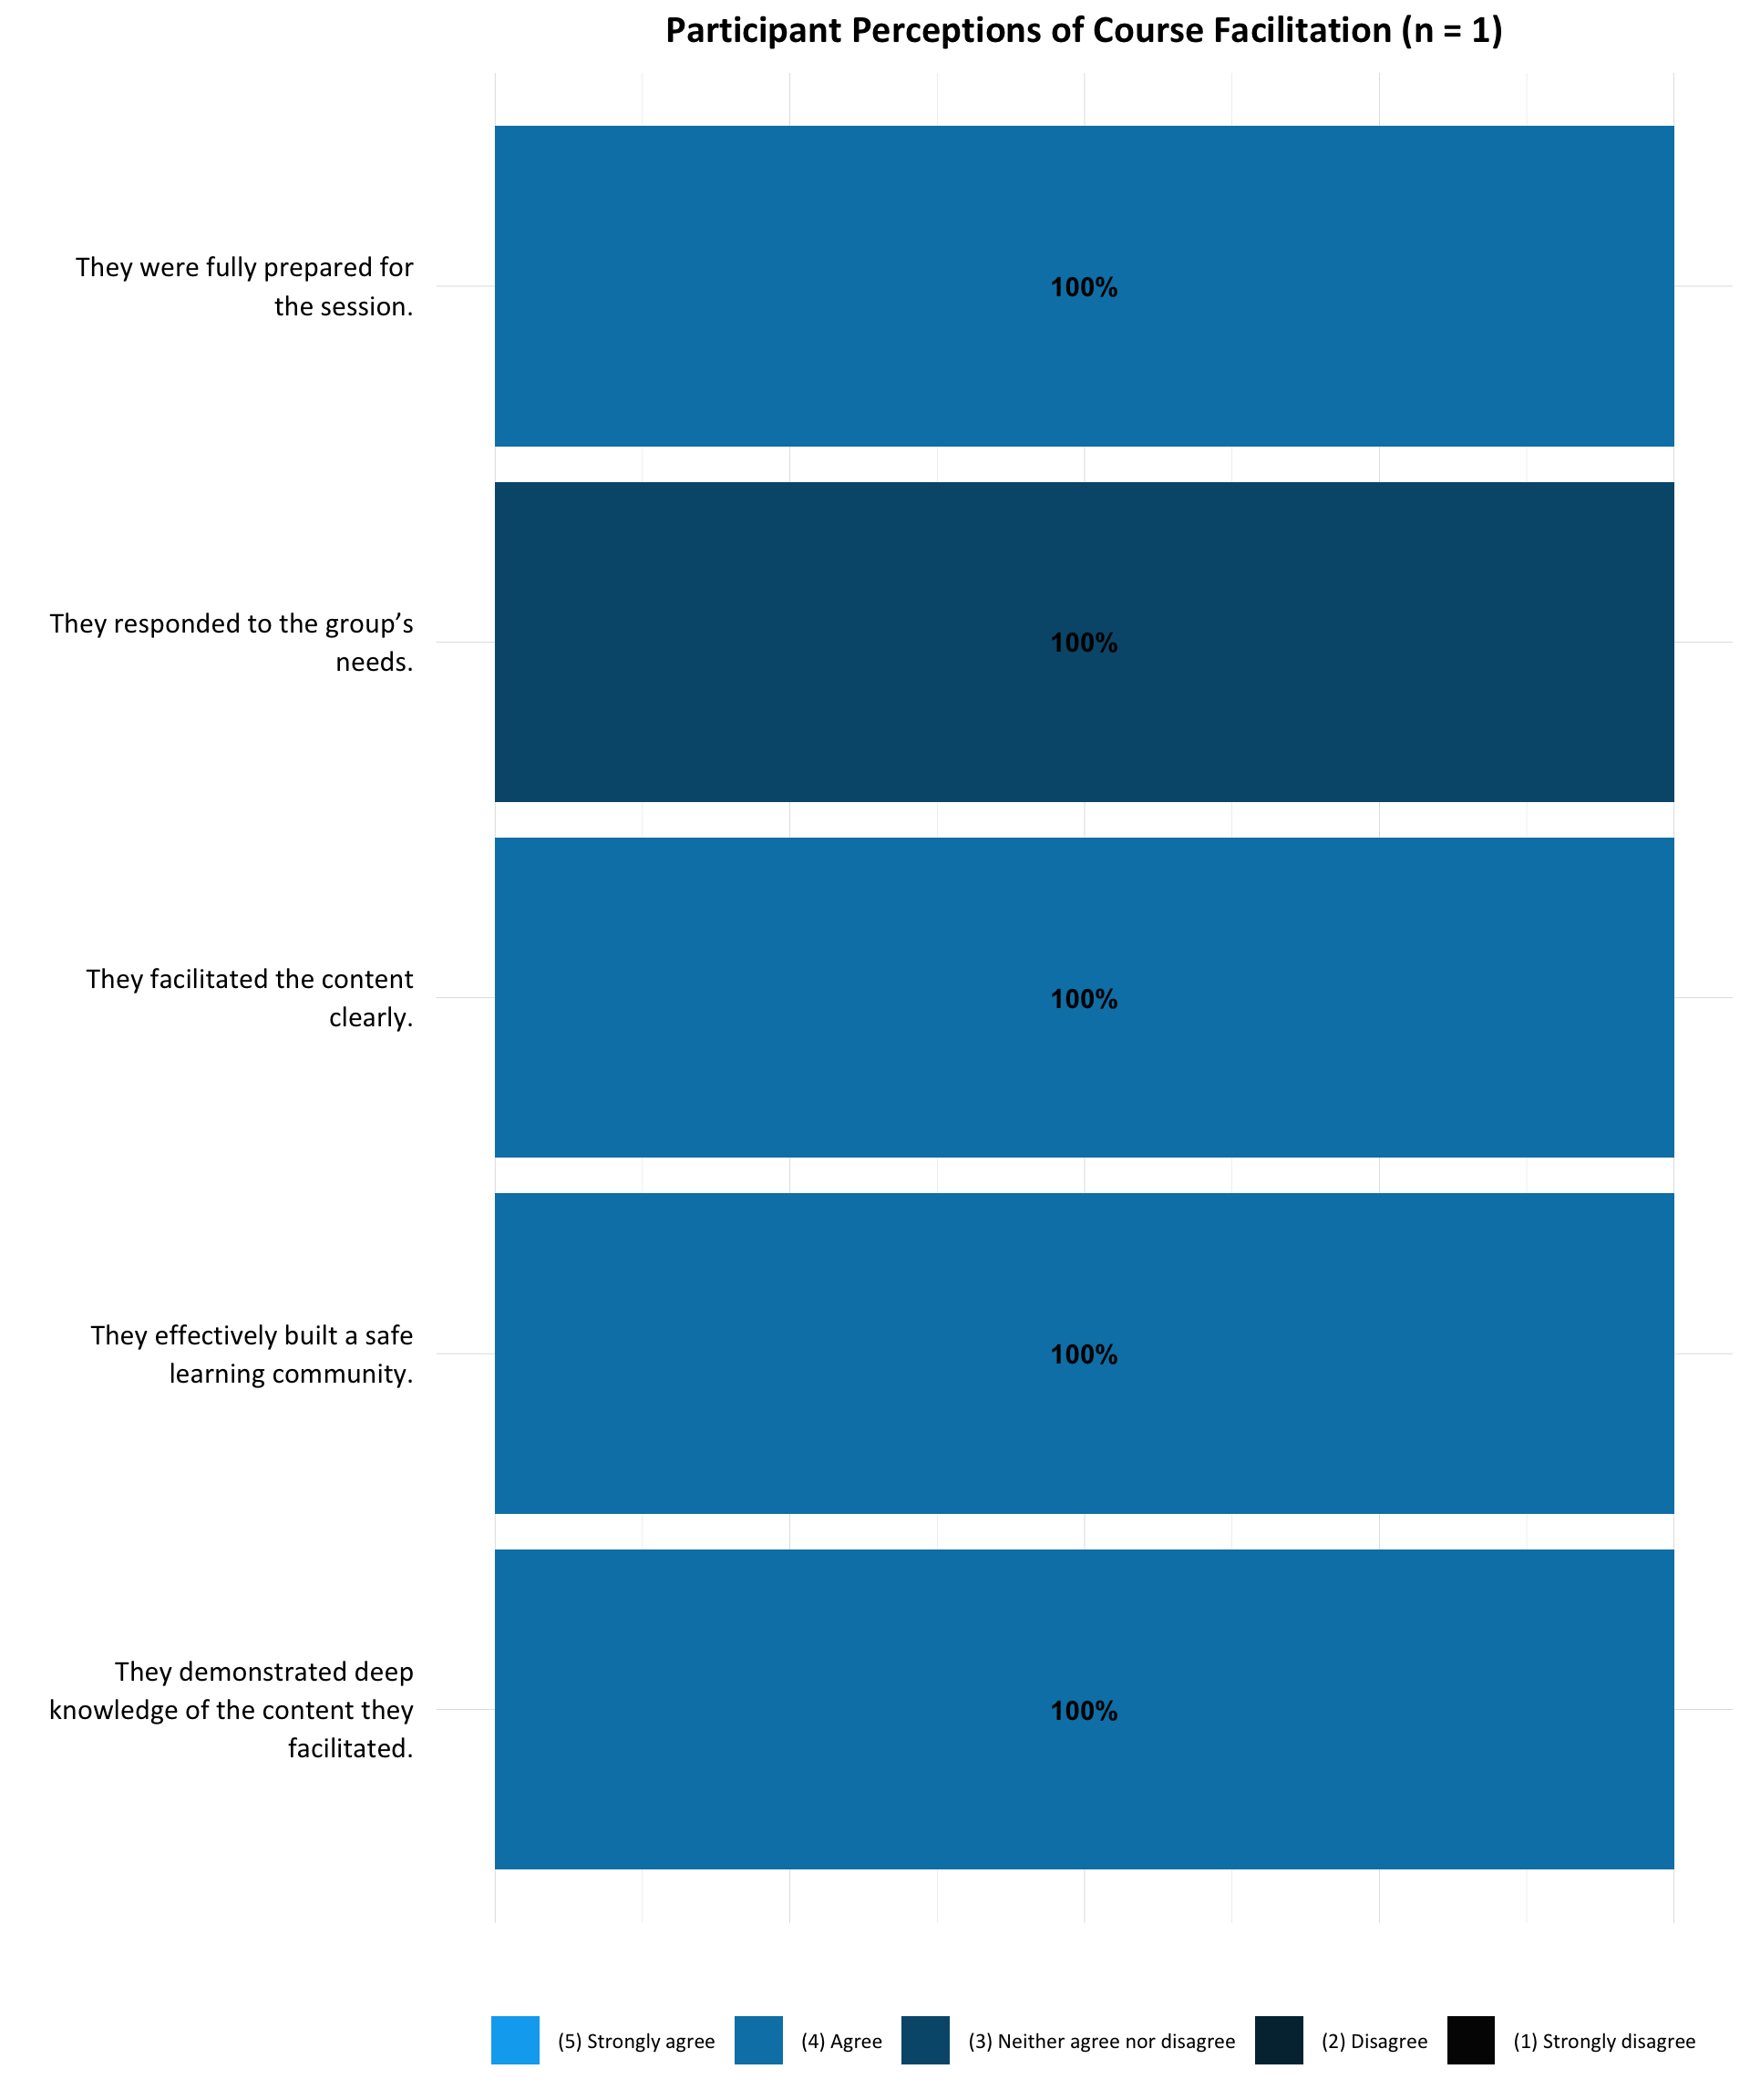 Participant Perceptions of Course Facilitation (n = 1)
They were fully prepared for
the session.
100%
They responded to the group’s
needs.
100%
They facilitated the content
clearly.
100%
They effectively built a safe
learning community.
100%
They demonstrated deep
knowledge of the content they
facilitated.
100%
(5) Strongly agree
(4) Agree
(3) Neither agree nor disagree
(2) Disagree
(1) Strongly disagree